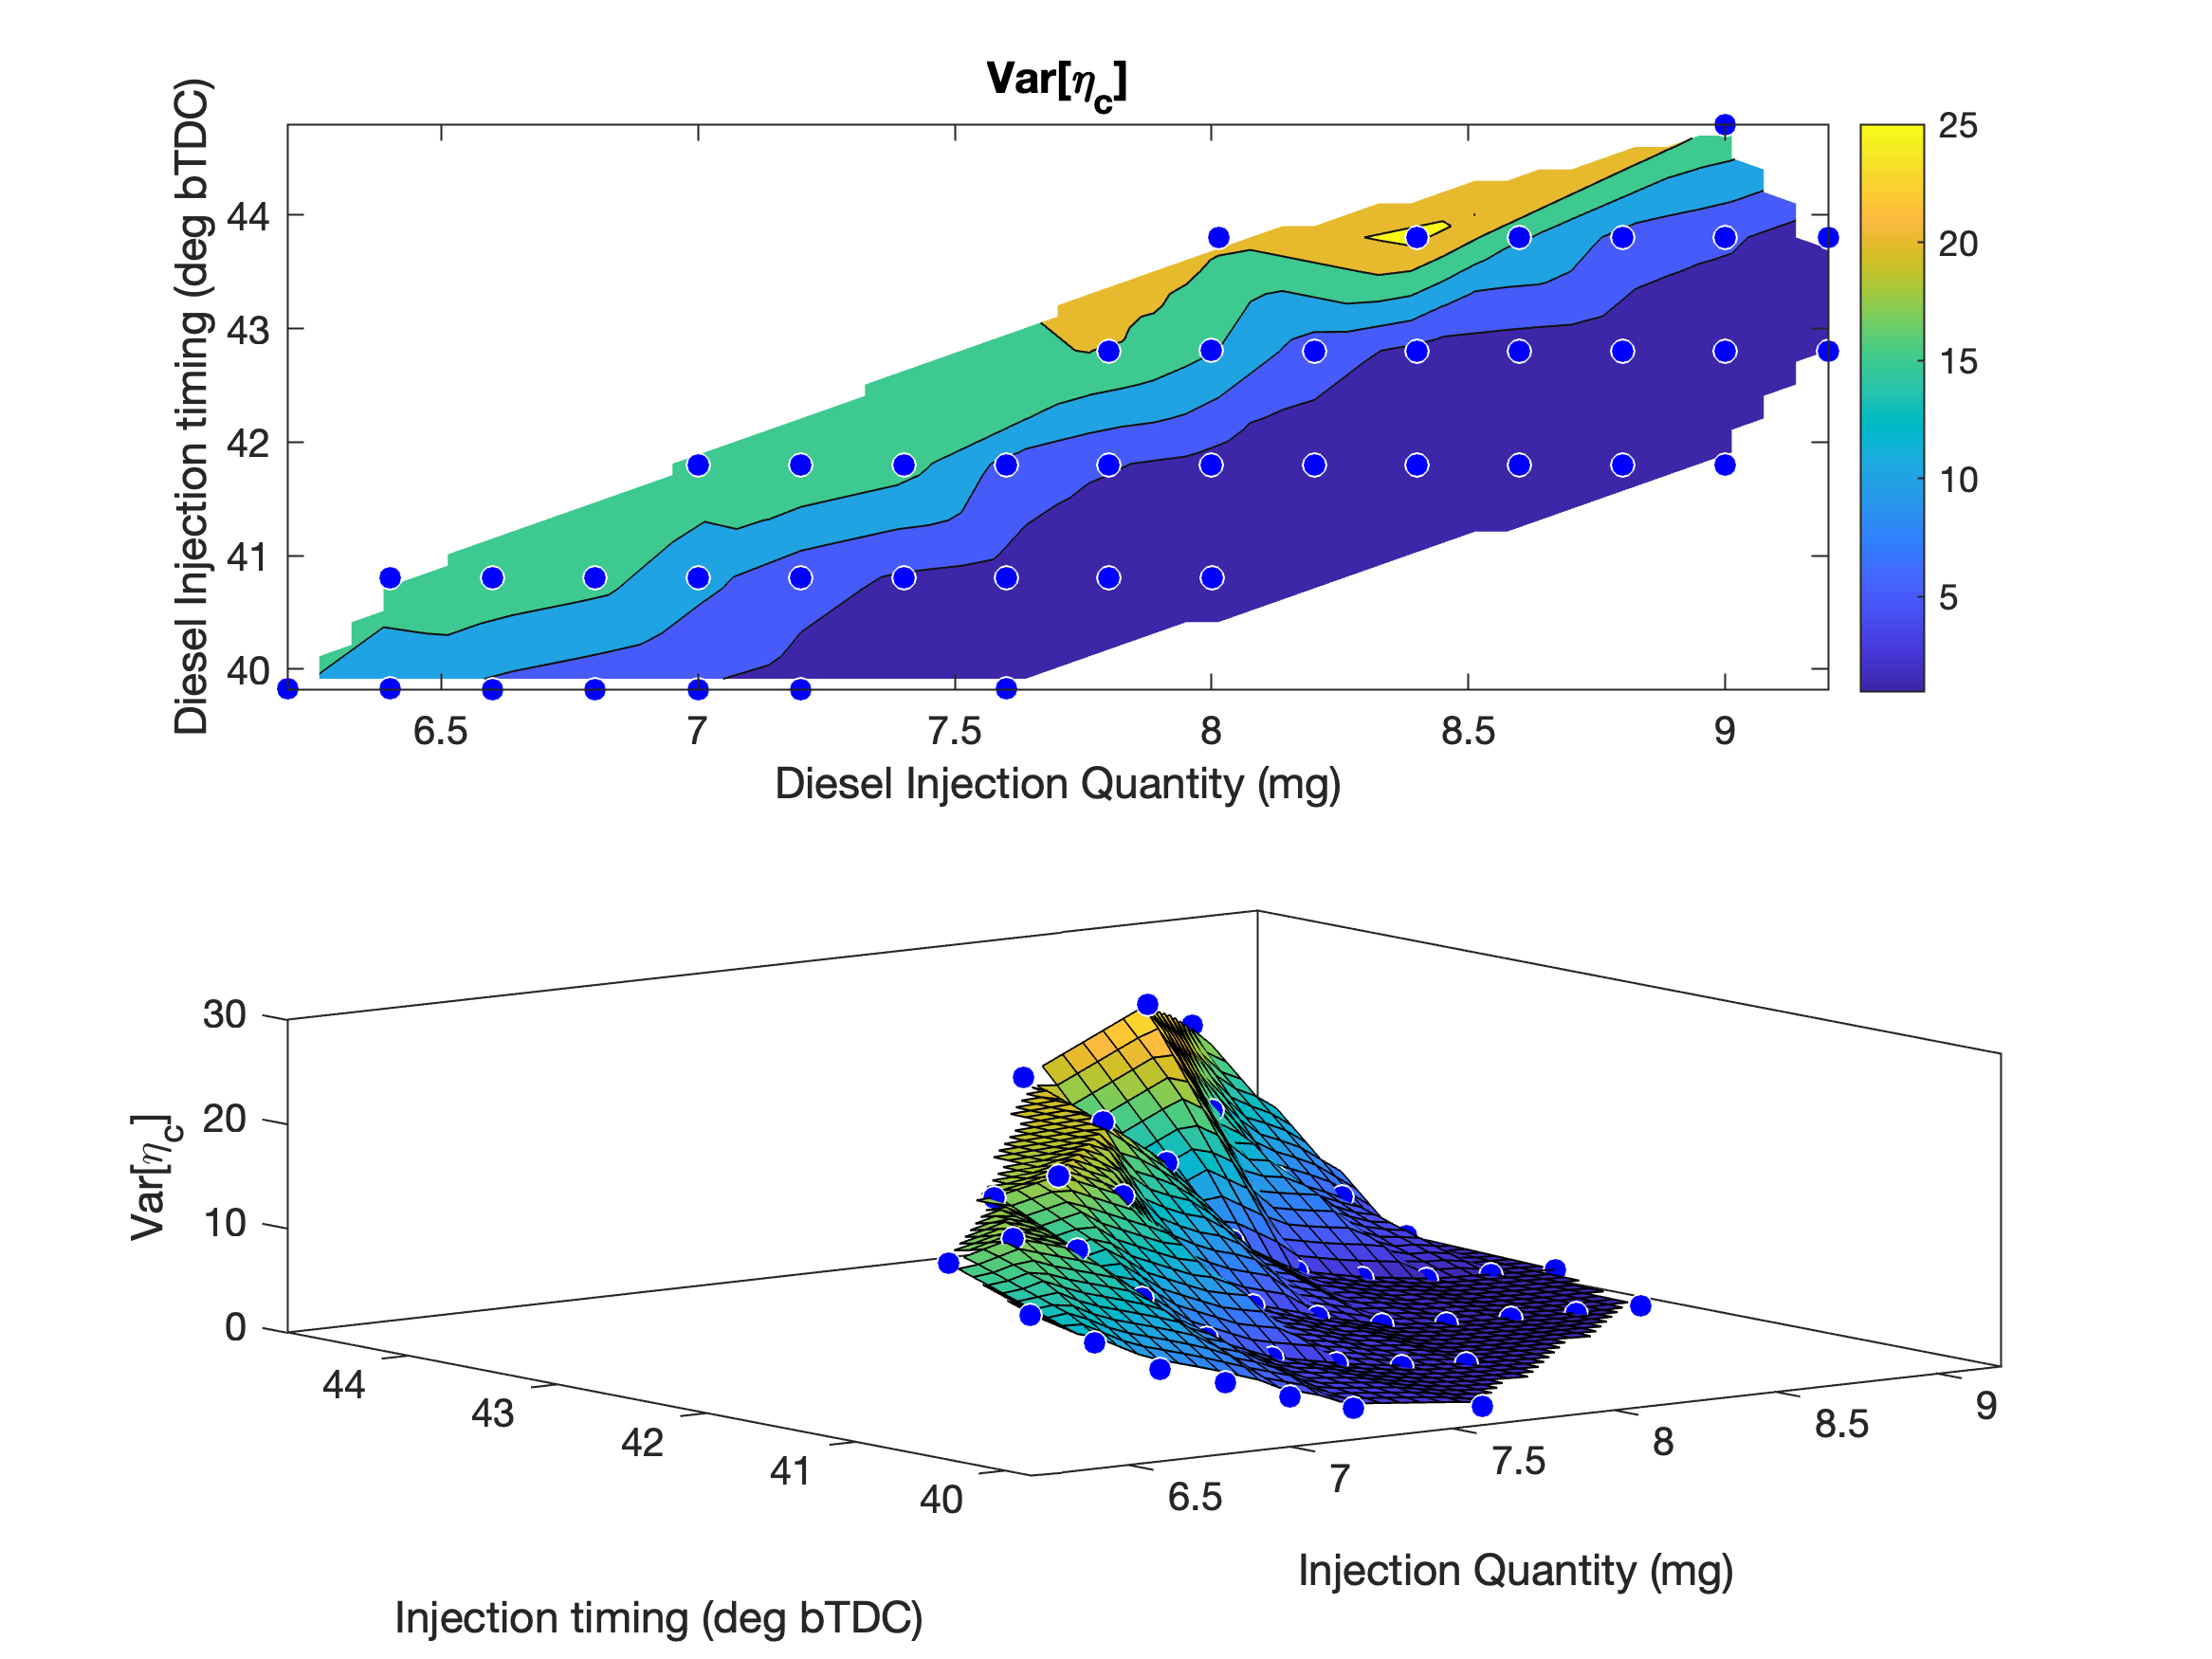 Var[η_c]
Diesel Injection timing (deg bTDC)
44
43
42
41
40
6.5 7 7.5 8 8.5 9
Diesel Injection Quantity (mg)
25
20
15
10
5
Var[η_c]
30
20
10
0
44 43 42 41 40
6.5 7 7.5 8 8.5 9
Injection Quantity (mg)
Injection timing (deg bTDC)